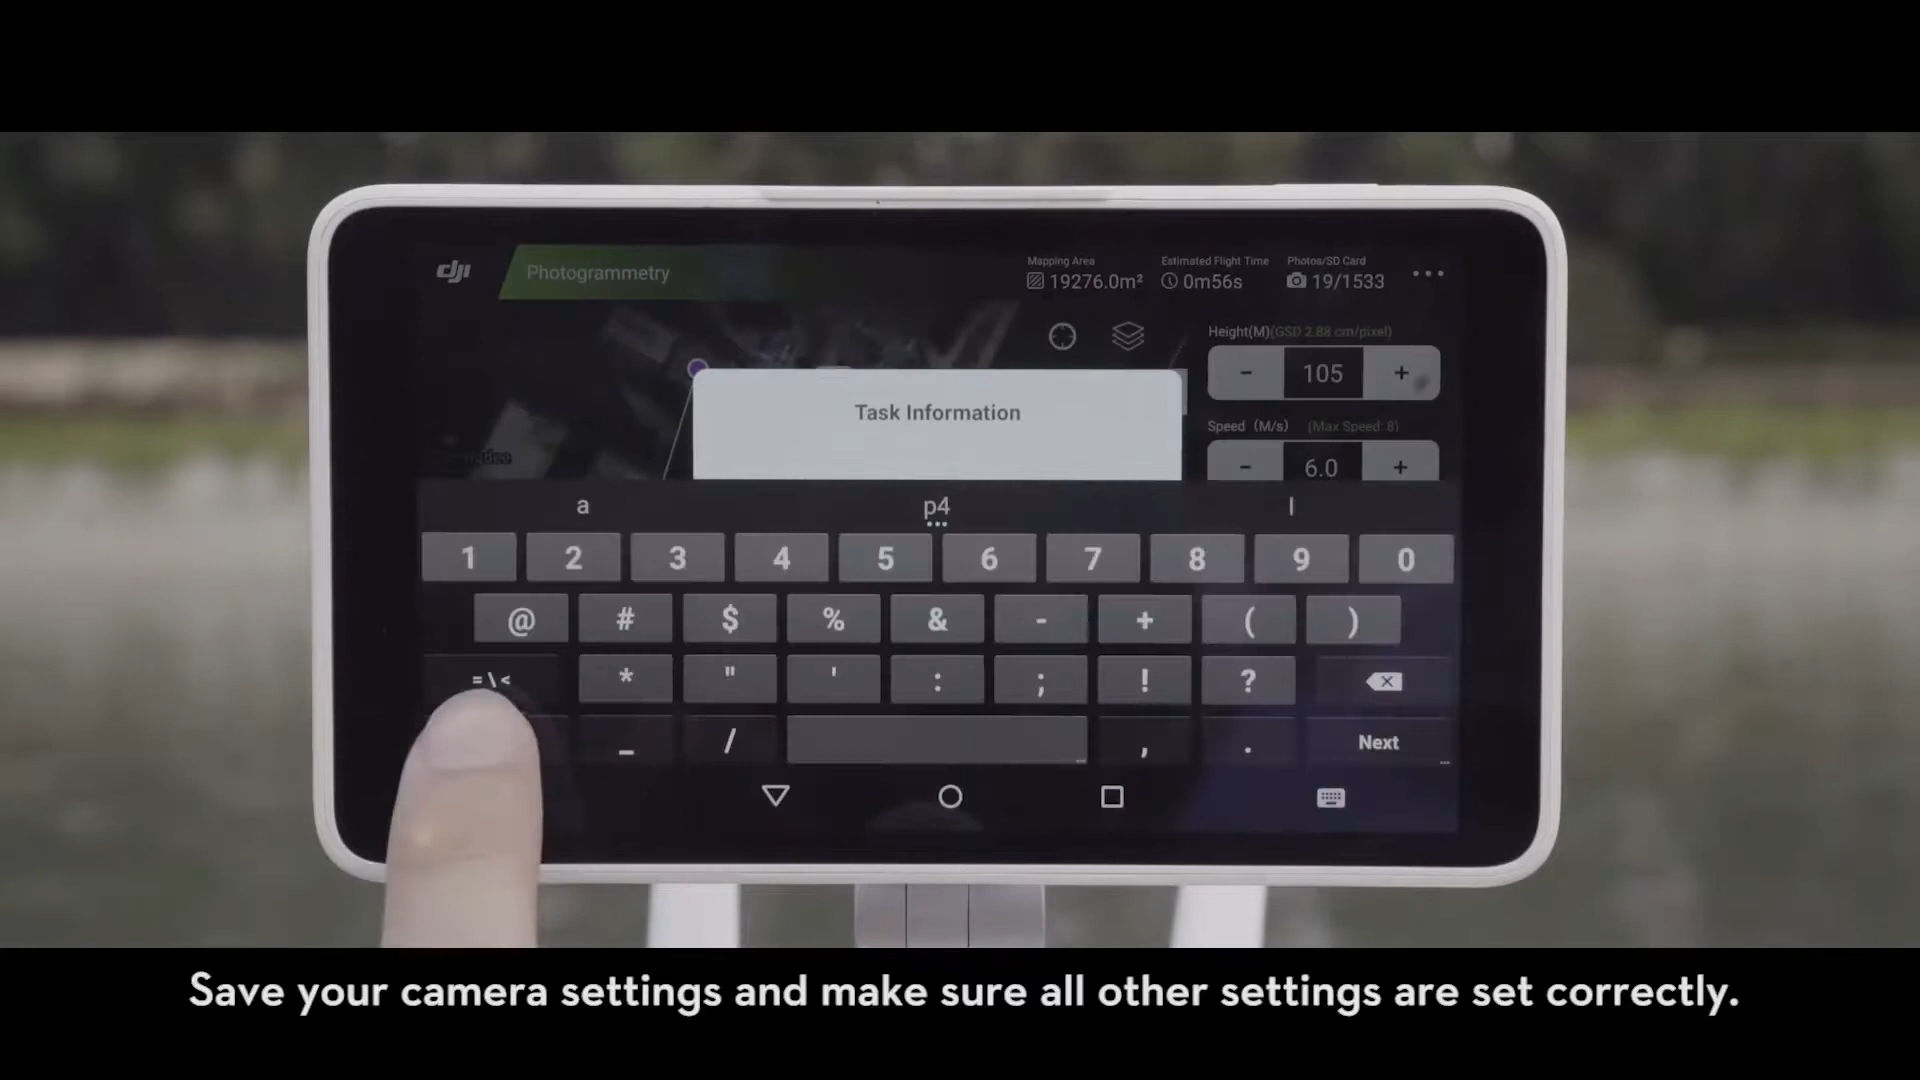 dji
Photogrammetry
Mapping Area
19276.0m²
Estimated Flight Time
0m56s
Photos/SD Card
19/1533
Height(M)(GSD 2.88 cm/pixel)
- 105 +
Task Information
Speed (M/s) (Max Speed: 8)
- 6.0 +
a p4 l
1 2 3 4 5 6 7 8 9 0
@ # $ % & - + ( )
=\< * " ' : ; ! ?
_ / , . Next
Save your camera settings and make sure all other settings are set correctly.